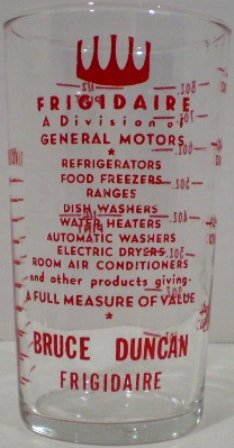 FRIGIDAIRE
A Division of
GENERAL MOTORS
*
REFRIGERATORS
FOOD FREEZERS
RANGES
DISH WASHERS
WATER HEATERS
AUTOMATIC WASHERS
ELECTRIC DRYERS
ROOM AIR CONDITIONERS
and other products giving-
A FULL MEASURE OF VALUE
*
BRUCE DUNCAN
FRIGIDAIRE